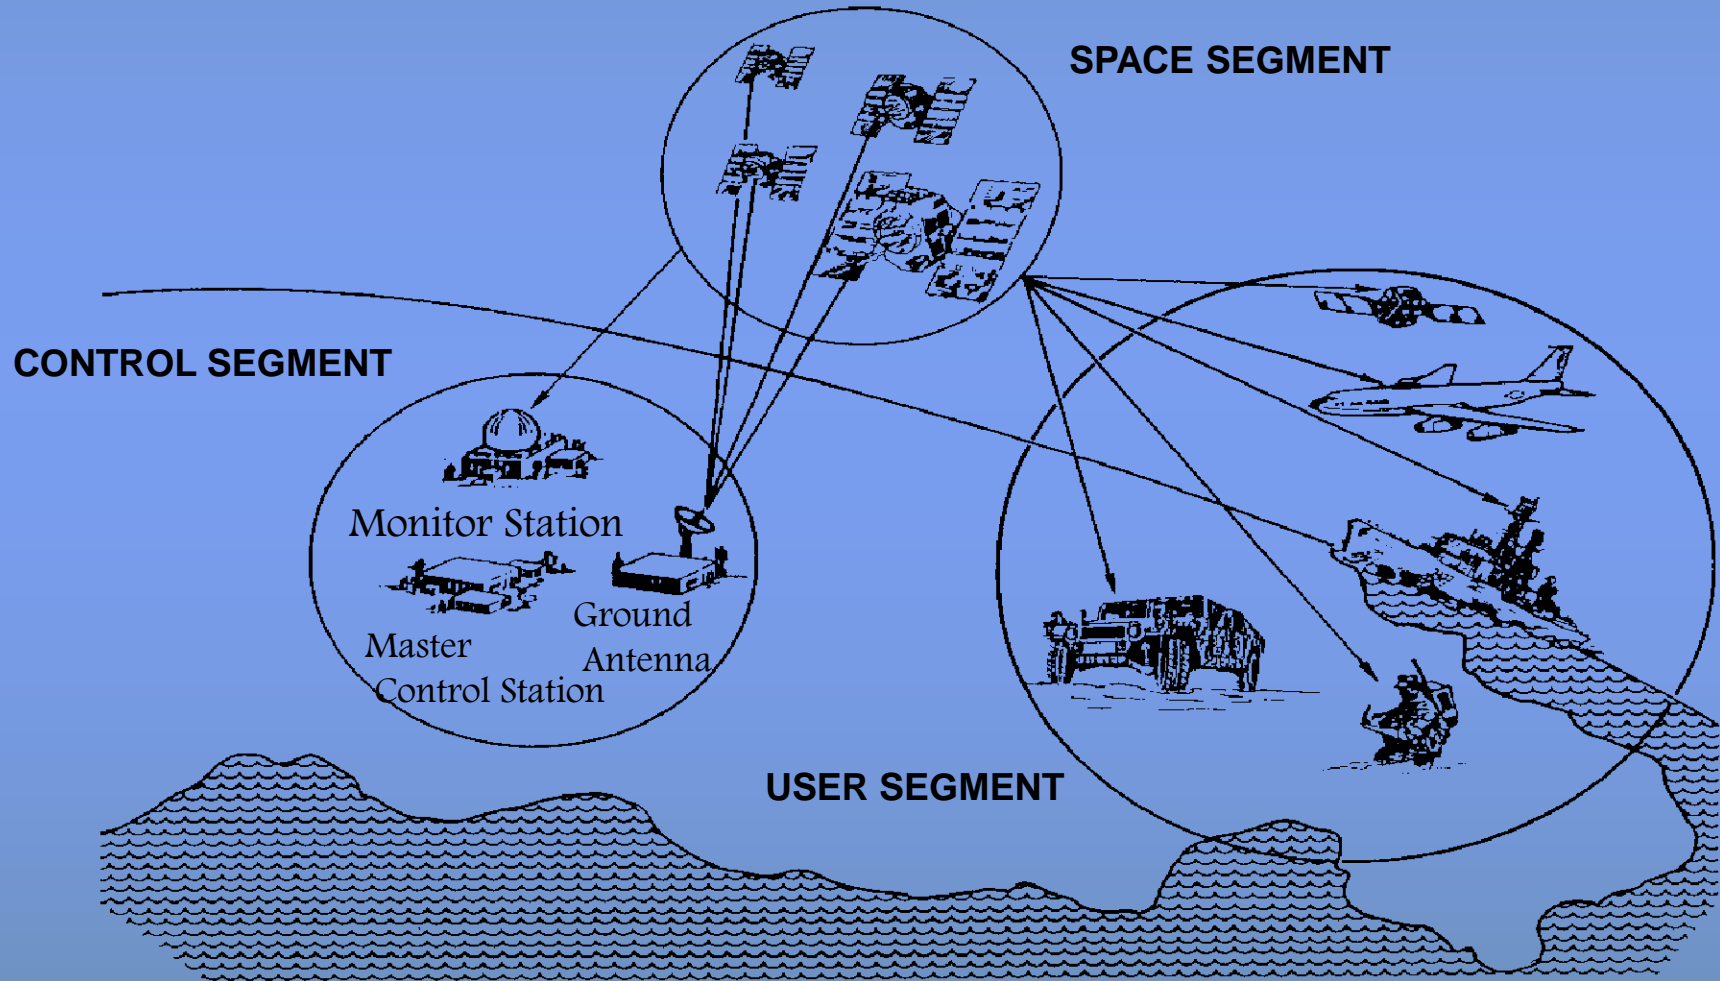 SPACE SEGMENT
CONTROL SEGMENT
Monitor Station
Ground
Antenna
Master
Control Station
USER SEGMENT